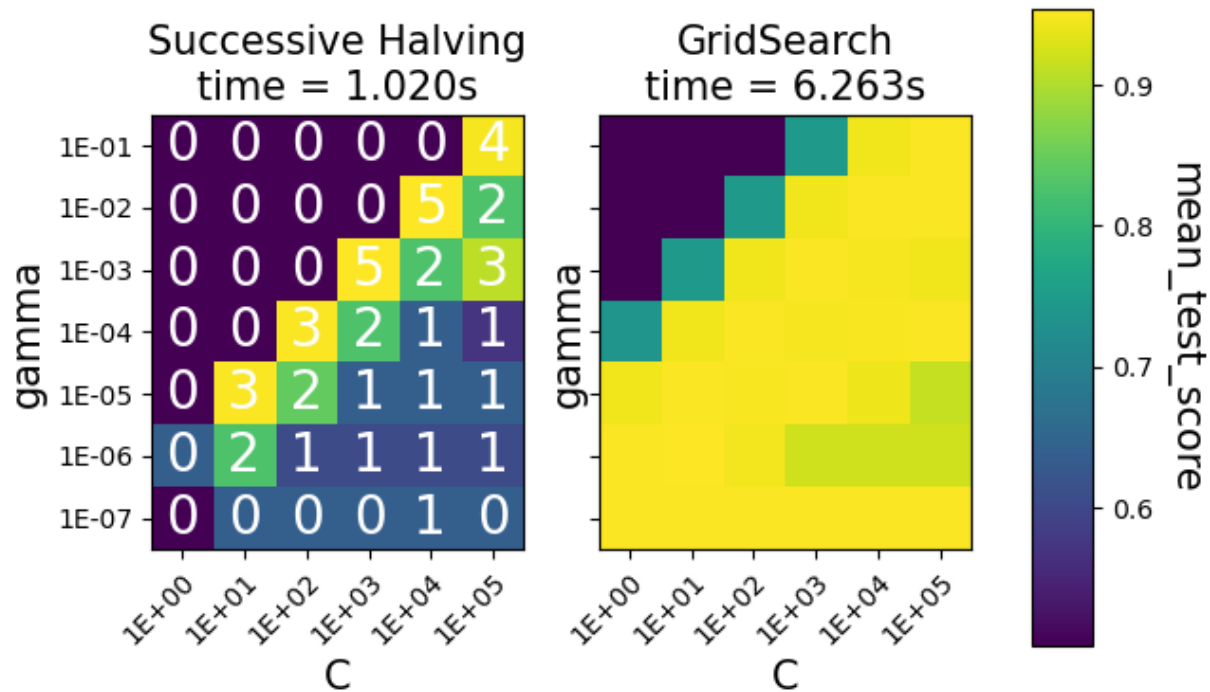 Successive Halving
time = 1.020s
GridSearch
time = 6.263s
gamma
1E-01 0 0 0 0 0 4
1E-02 0 0 0 0 5 2
1E-03 0 0 0 5 2 3
1E-04 0 0 3 2 1 1
1E-05 0 3 2 1 1 1
1E-06 0 2 1 1 1 1
1E-07 0 0 0 0 1 0
1E+00 1E+01 1E+02 1E+03 1E+04 1E+05
C
gamma
1E+00 1E+01 1E+02 1E+03 1E+04 1E+05
C
0.9
0.8
0.7
0.6
mean_test_score